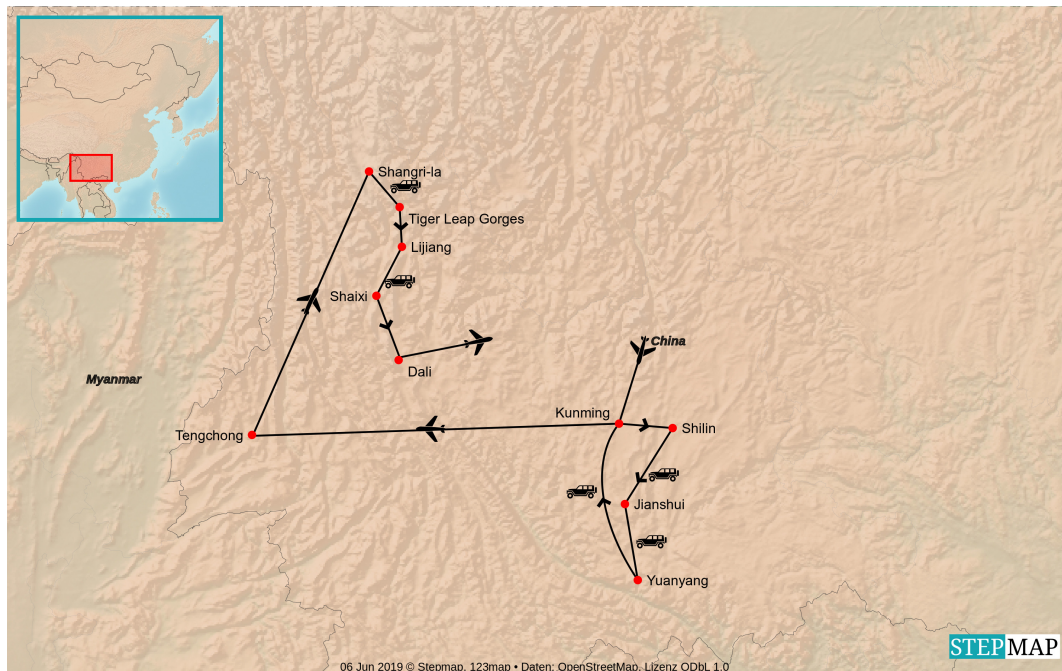 Shangri-la
Tiger Leap Gorges
Lijiang
Shaixi
China
Myanmar
Dali
Kunming
Shilin
Tengchong
Jianshui
Yuanyang
STEPMAP
06 Jun 2019 © Stepmap, 123map • Daten: OpenStreetMap, Lizenz ODbL 1.0